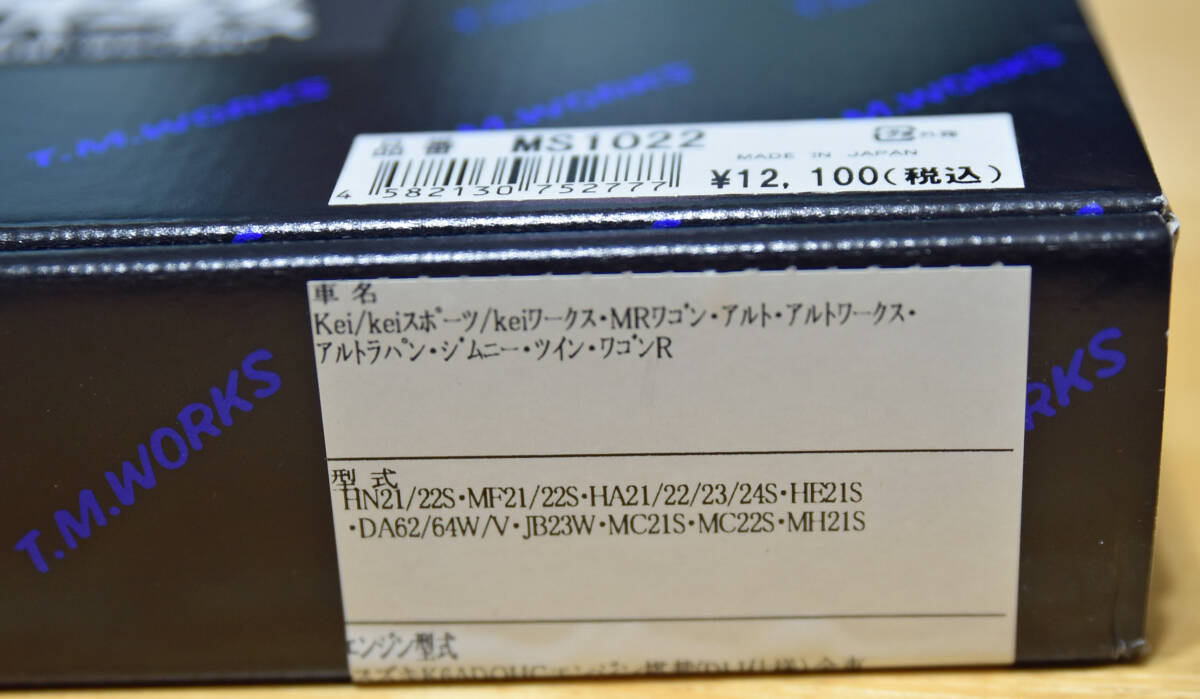 T.M.WORKS
品番 MS1022
MADE IN JAPAN
4 582130 752777
¥12,100(税込)
車名
Kei/keiスポーツ/keiワークス・MRワゴン・アルト・アルトワークス・
アルトラパン・ジムニー・ツイン・ワゴンR
T.M.WORKS
WORKS
型式
HN21/22S・MF21/22S・HA21/22/23/24S・HE21S
・DA62/64W/V・JB23W・MC21S・MC22S・MH21S
エンジン型式